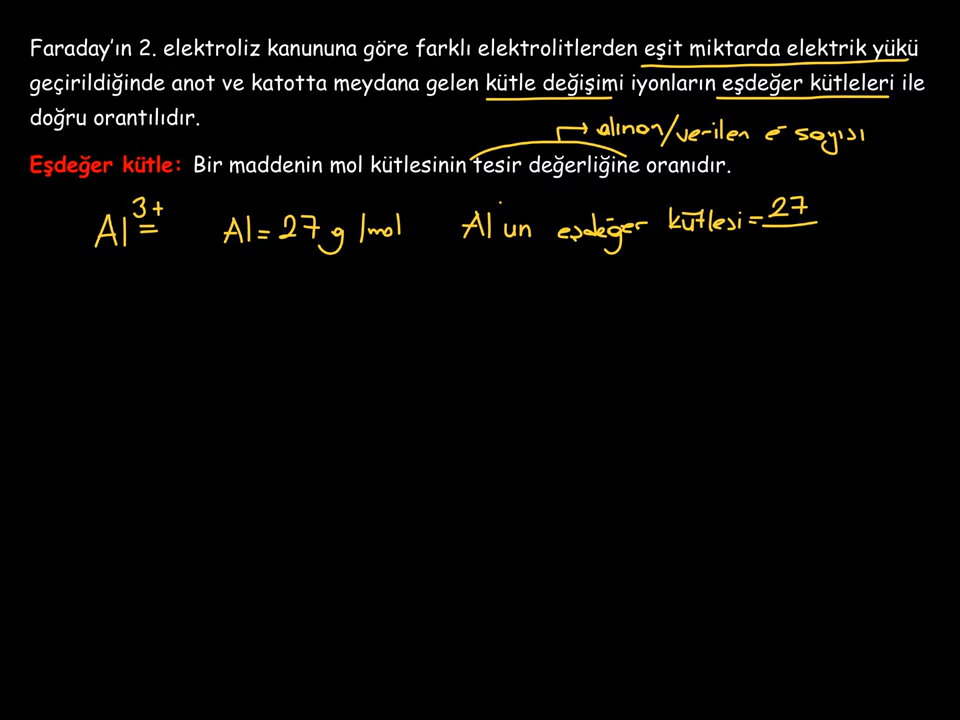 Faraday'ın 2. elektroliz kanununa göre farklı elektrolitlerden eşit miktarda elektrik yükü
geçirildiğinde anot ve katotta meydana gelen kütle değişimi iyonların eşdeğer kütleleri ile
doğru orantılıdır.
alınan/verilen e⁻ sayısı
Eşdeğer kütle: Bir maddenin mol kütlesinin tesir değerliğine oranıdır.
Al³⁺ Al = 27 g/mol Al'un eşdeğer kütlesi = 27